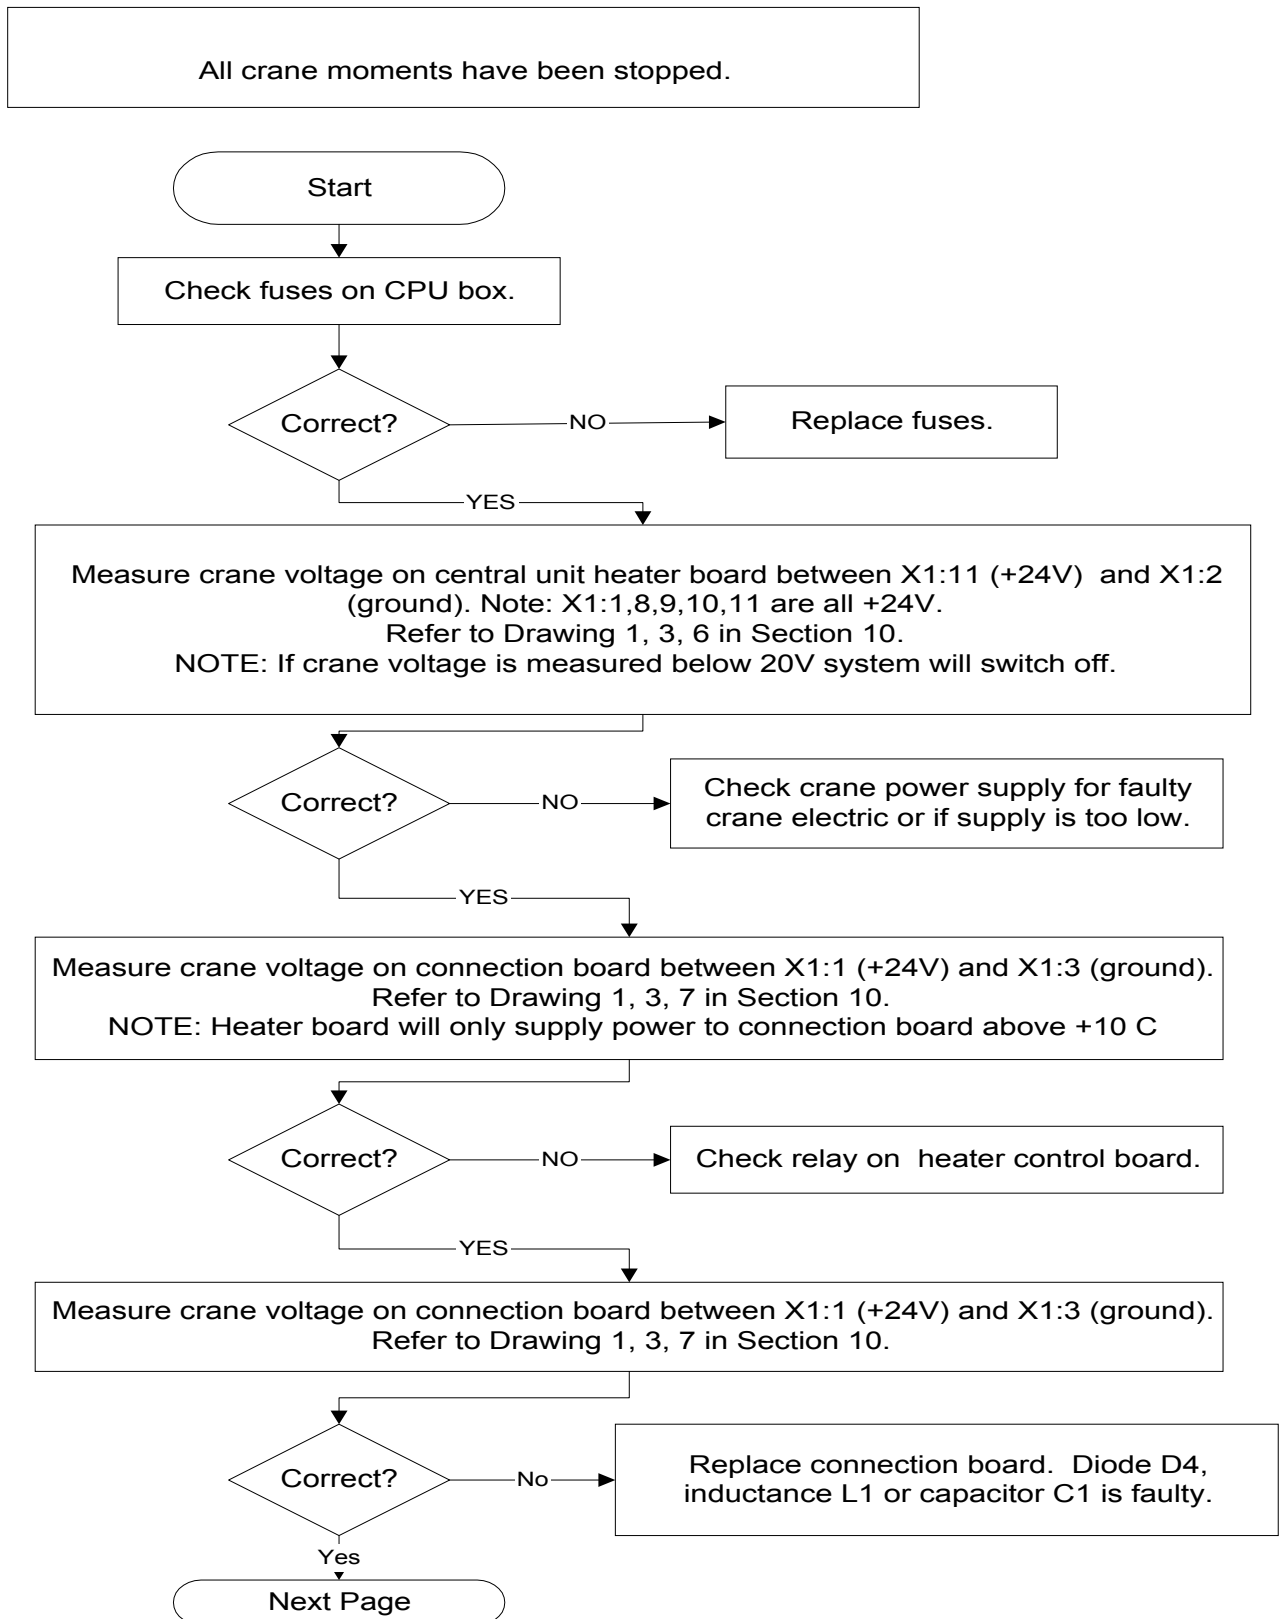 All crane moments have been stopped.
Start
Check fuses on CPU box.
Correct?
NO
Replace fuses.
YES
Measure crane voltage on central unit heater board between X1:11 (+24V)  and X1:2
(ground). Note: X1:1,8,9,10,11 are all +24V.
Refer to Drawing 1, 3, 6 in Section 10.
NOTE: If crane voltage is measured below 20V system will switch off.
Correct?
NO
Check crane power supply for faulty
crane electric or if supply is too low.
YES
Measure crane voltage on connection board between X1:1 (+24V) and X1:3 (ground).
Refer to Drawing 1, 3, 7 in Section 10.
NOTE: Heater board will only supply power to connection board above +10 C
Correct?
NO
Check relay on  heater control board.
YES
Measure crane voltage on connection board between X1:1 (+24V) and X1:3 (ground).
Refer to Drawing 1, 3, 7 in Section 10.
Correct?
No
Replace connection board.  Diode D4,
inductance L1 or capacitor C1 is faulty.
Yes
Next Page